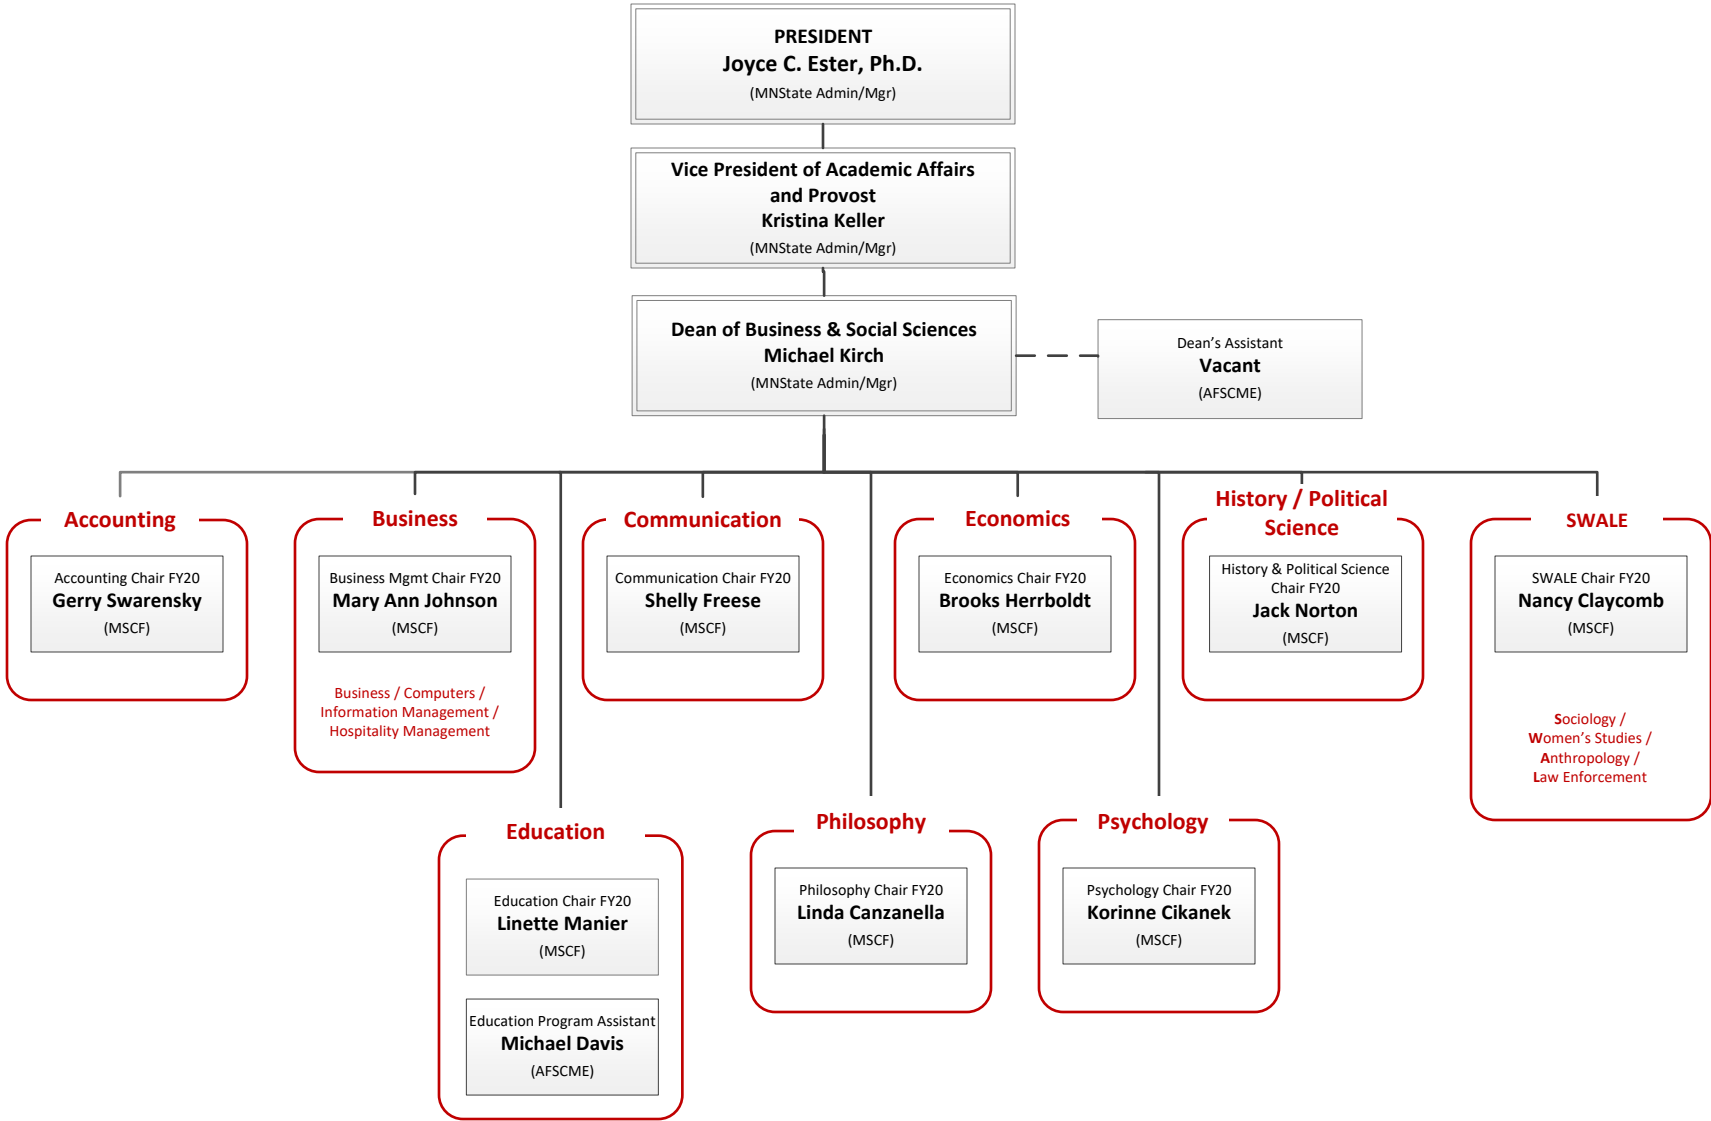 PRESIDENT
Joyce C. Ester, Ph.D.
(MNState Admin/Mgr)
Vice President of Academic Affairs
and Provost
Kristina Keller
(MNState Admin/Mgr)
Dean of Business & Social Sciences
Michael Kirch
(MNState Admin/Mgr)
Dean’s Assistant
Vacant
(AFSCME)
Accounting
Accounting Chair FY20
Gerry Swarensky
(MSCF)
Business
Business Mgmt Chair FY20
Mary Ann Johnson
(MSCF)
Business / Computers /
Information Management /
Hospitality Management
Communication
Communication Chair FY20
Shelly Freese
(MSCF)
Economics
Economics Chair FY20
Brooks Herrboldt
(MSCF)
History / Political
Science
History & Political Science
Chair FY20
Jack Norton
(MSCF)
SWALE
SWALE Chair FY20
Nancy Claycomb
(MSCF)
Sociology /
Women’s Studies /
Anthropology /
Law Enforcement
Education
Education Chair FY20
Linette Manier
(MSCF)
Education Program Assistant
Michael Davis
(AFSCME)
Philosophy
Philosophy Chair FY20
Linda Canzanella
(MSCF)
Psychology
Psychology Chair FY20
Korinne Cikanek
(MSCF)